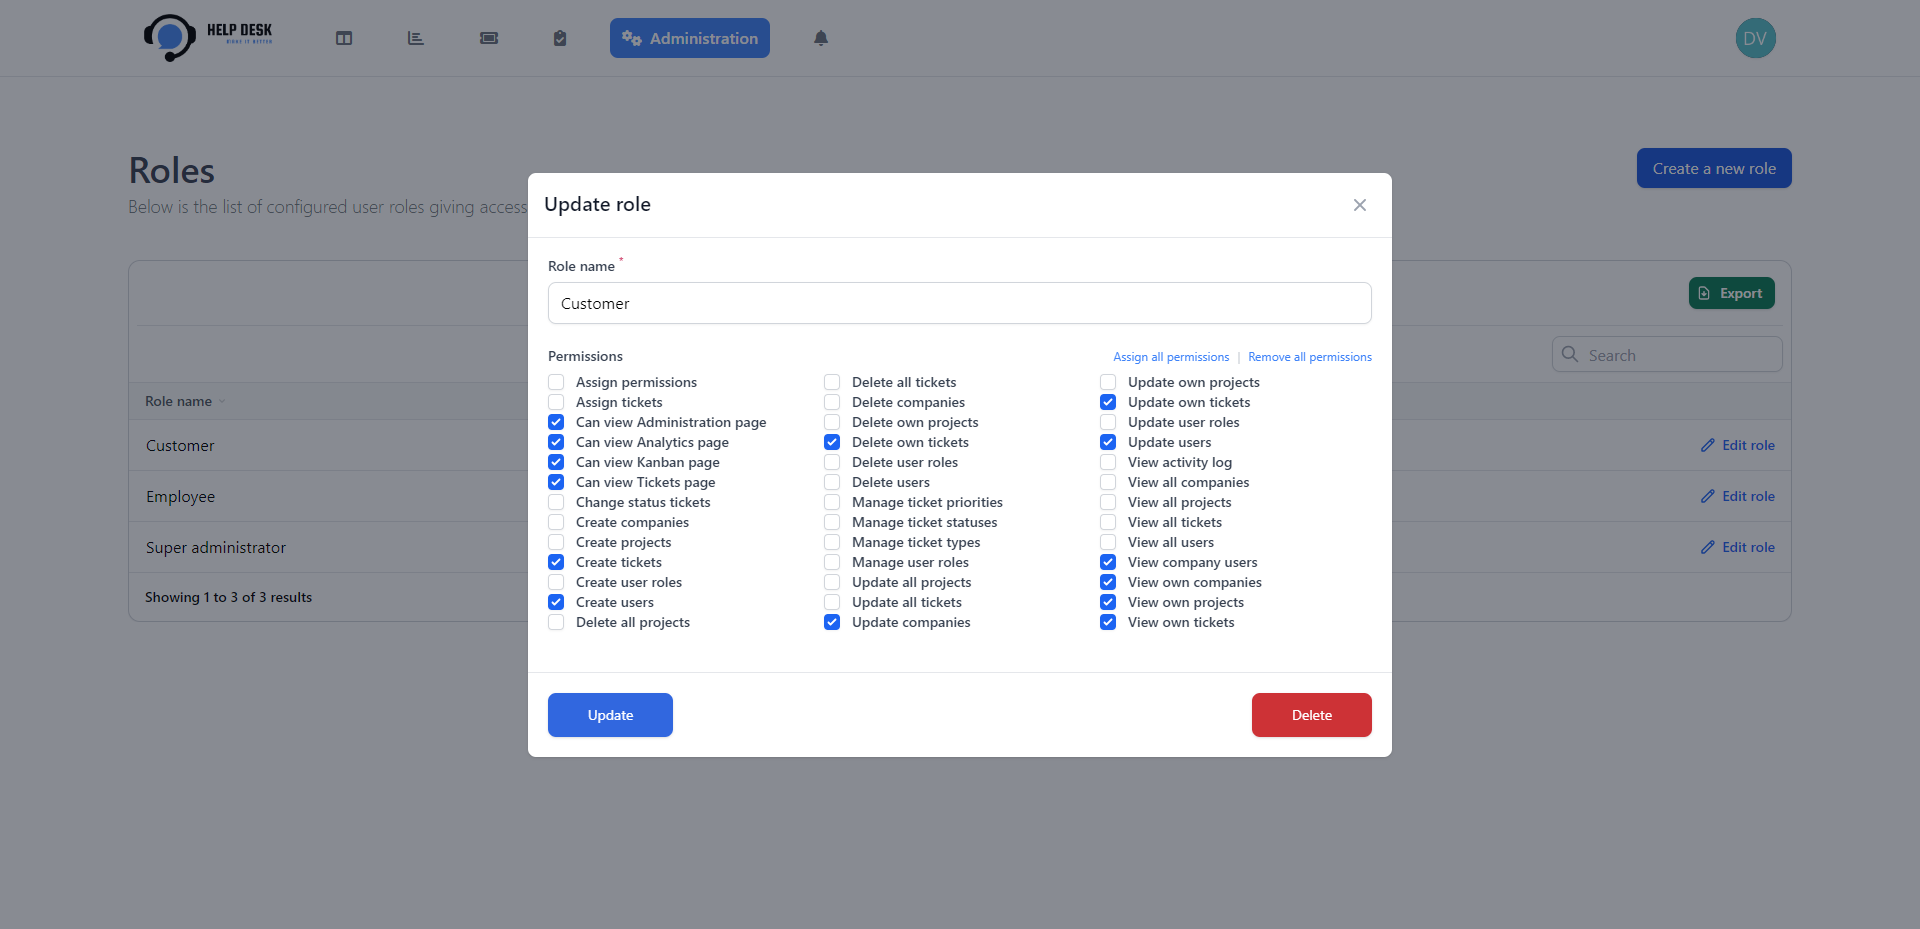 HELP DESK
Administration
DV
Roles
Below is the list of configured user roles giving access
Create a new role
Export
Search
Role name
Customer
Edit role
Employee
Edit role
Super administrator
Edit role
Showing 1 to 3 of 3 results
Update role
Role name *
Customer
Permissions
Assign all permissions | Remove all permissions
Assign permissions
Assign tickets
Can view Administration page
Can view Analytics page
Can view Kanban page
Can view Tickets page
Change status tickets
Create companies
Create projects
Create tickets
Create user roles
Create users
Delete all projects
Delete all tickets
Delete companies
Delete own projects
Delete own tickets
Delete user roles
Delete users
Manage ticket priorities
Manage ticket statuses
Manage ticket types
Manage user roles
Update all projects
Update all tickets
Update companies
Update own projects
Update own tickets
Update user roles
Update users
View activity log
View all companies
View all projects
View all tickets
View all users
View company users
View own companies
View own projects
View own tickets
Update
Delete